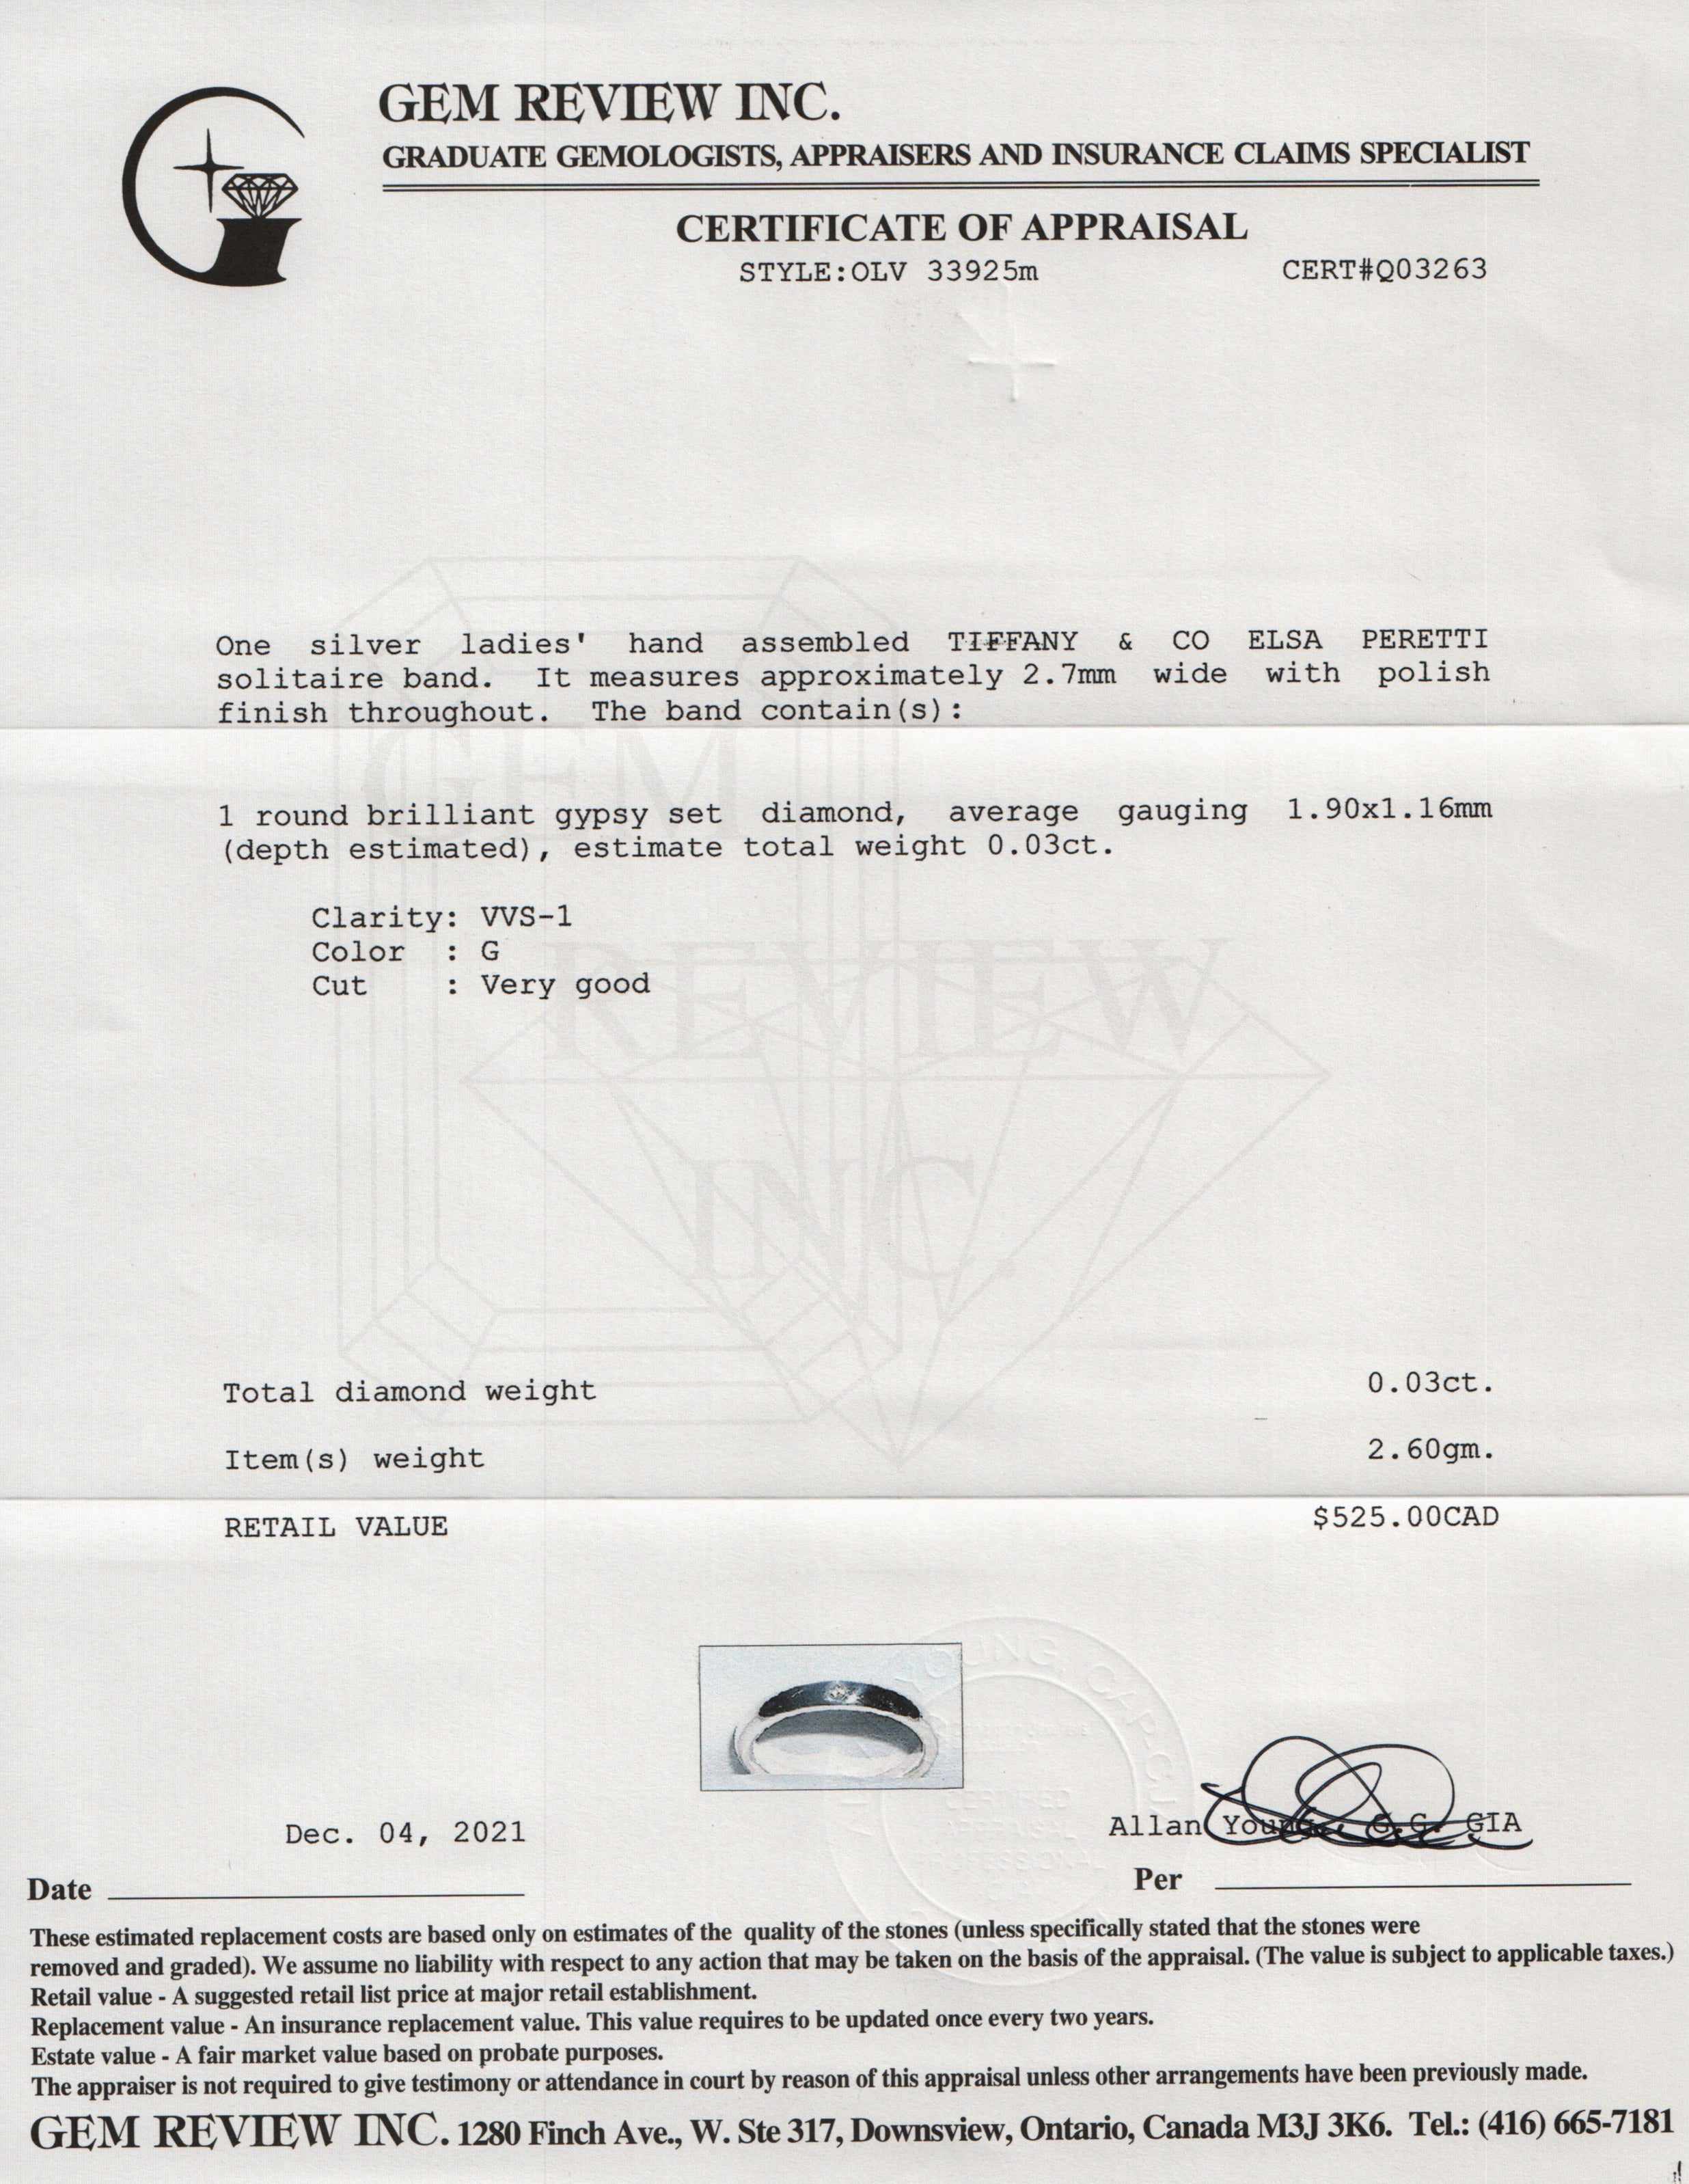 GEM REVIEW INC.
GRADUATE GEMOLOGISTS, APPRAISERS AND INSURANCE CLAIMS SPECIALIST
CERTIFICATE OF APPRAISAL
STYLE:OLV 33925m CERT#Q03263
One silver ladies' hand assembled TIFFANY & CO ELSA PERETTI
solitaire band. It measures approximately 2.7mm wide with polish
finish throughout. The band contain(s):
GEM
1 round brilliant gypsy set diamond, average gauging 1.90x1.16mm
(depth estimated), estimate total weight 0.03ct.
Clarity: VVS-1
Color : G
Cut : Very good
REVIEW
INC.
Total diamond weight 0.03ct.
Item(s) weight 2.60gm.
RETAIL VALUE $525.00CAD
Dec. 04, 2021 Allan Young, G.G. GIA
Date Per
These estimated replacement costs are based only on estimates of the quality of the stones (unless specifically stated that the stones were
removed and graded). We assume no liability with respect to any action that may be taken on the basis of the appraisal. (The value is subject to applicable taxes.)
Retail value - A suggested retail list price at major retail establishment.
Replacement value - An insurance replacement value. This value requires to be updated once every two years.
Estate value - A fair market value based on probate purposes.
The appraiser is not required to give testimony or attendance in court by reason of this appraisal unless other arrangements have been previously made.
GEM REVIEW INC. 1280 Finch Ave., W. Ste 317, Downsview, Ontario, Canada M3J 3K6. Tel.: (416) 665-7181